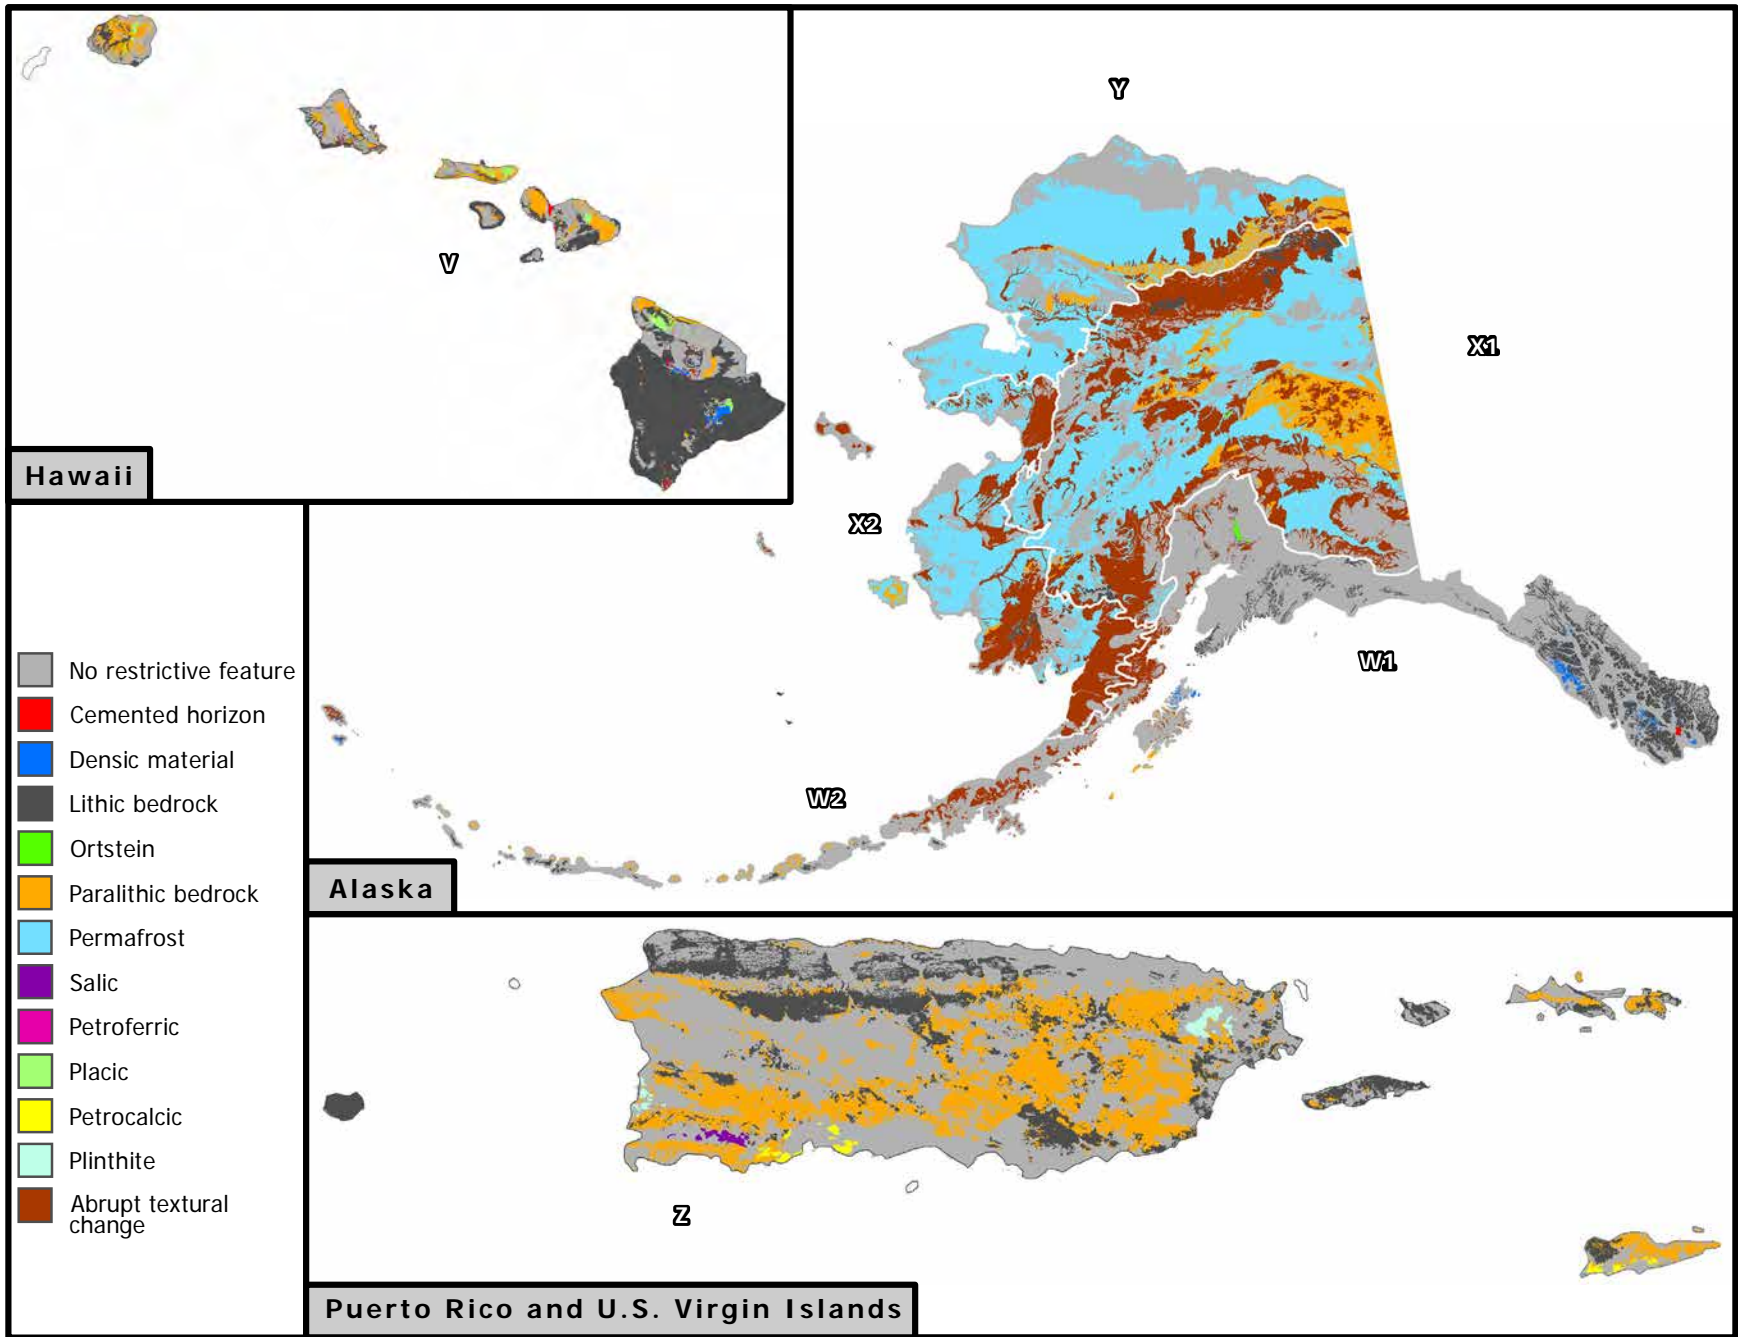 Y
V
X1
Hawaii
X2
No restrictive feature
Cemented horizon
Densic material
Lithic bedrock
Ortstein
Paralithic bedrock
Permafrost
Salic
Petroferric
Placic
Petrocalcic
Plinthite
Abrupt textural
change
W1
W2
Alaska
Z
Puerto Rico and U.S. Virgin Islands